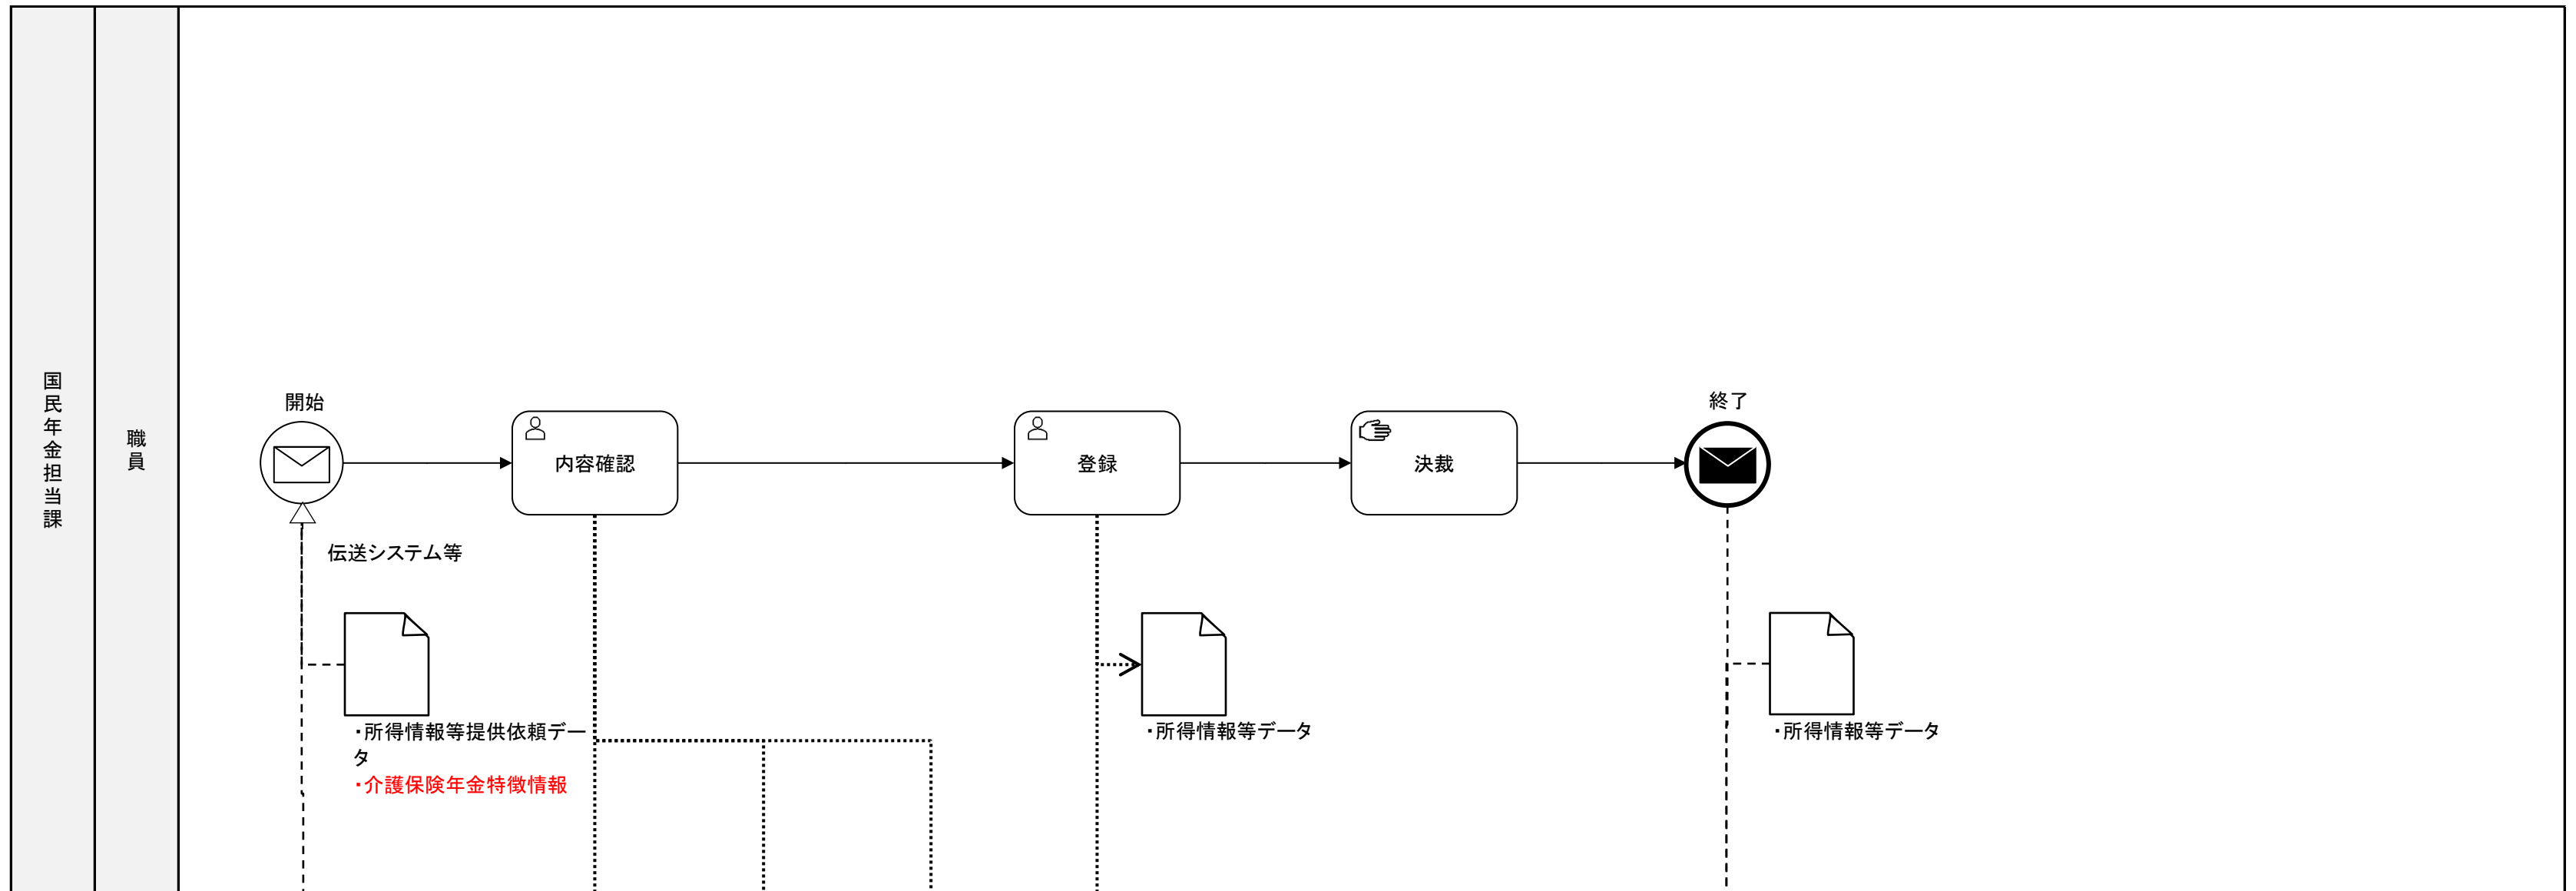 国民年金担当課
職員
開始
内容確認
登録
決裁
終了
伝送システム等
・所得情報等提供依頼デー
タ
・介護保険年金特徴情報
・所得情報等データ
・所得情報等データ